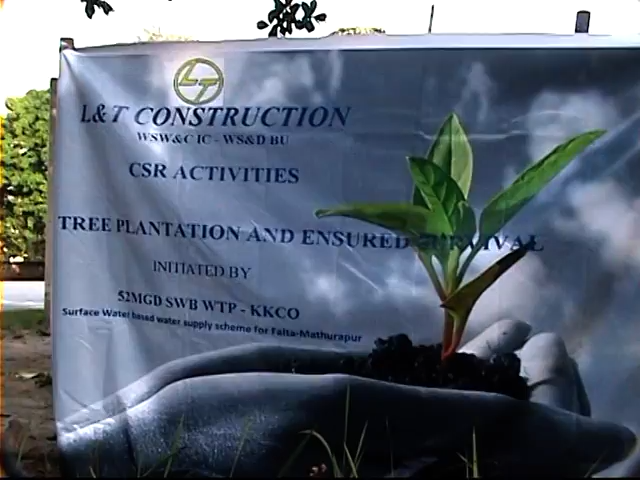 LT
L&T CONSTRUCTION
WSW&C IC - WS&D BU
CSR ACTIVITIES
TREE PLANTATION AND ENSURED SURVIVAL
INITIATED BY
52MGD SWB WTP - KKCO
Surface Water based water supply scheme for Falta-Mathurapur